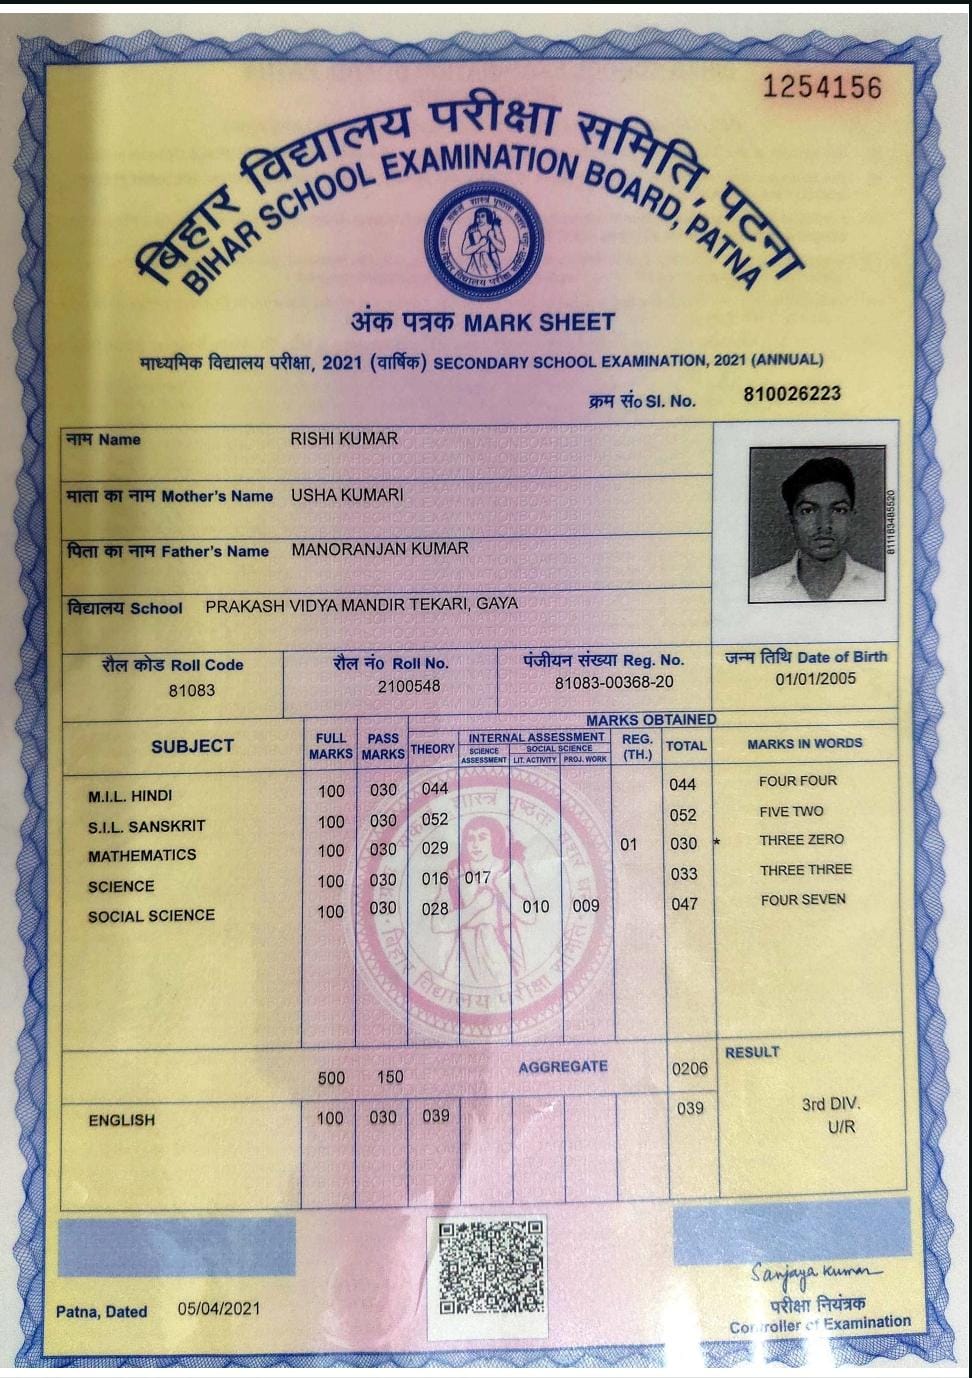 1254156
बिहार विद्यालय परीक्षा समिति, पटना
BIHAR SCHOOL EXAMINATION BOARD, PATNA
अंक पत्रक MARK SHEET
माध्यमिक विद्यालय परीक्षा, 2021 (वार्षिक) SECONDARY SCHOOL EXAMINATION, 2021 (ANNUAL)
क्रम सं० Sl. No. 810026223
नाम Name RISHI KUMAR
माता का नाम Mother's Name USHA KUMARI
पिता का नाम Father's Name MANORANJAN KUMAR
विद्यालय School PRAKASH VIDYA MANDIR TEKARI, GAYA
811183485520
रौल कोड Roll Code रौल नं० Roll No. पंजीयन संख्या Reg. No. जन्म तिथि Date of Birth
81083 2100548 81083-00368-20 01/01/2005
MARKS OBTAINED
SUBJECT FULL MARKS PASS MARKS THEORY INTERNAL ASSESSMENT REG. (TH.) TOTAL MARKS IN WORDS
SCIENCE ASSESSMENT SOCIAL SCIENCE LIT. ACTIVITY PROJ. WORK
M.I.L. HINDI 100 030 044 044 FOUR FOUR
S.I.L. SANSKRIT 100 030 052 052 FIVE TWO
MATHEMATICS 100 030 029 01 030 * THREE ZERO
SCIENCE 100 030 016 017 033 THREE THREE
SOCIAL SCIENCE 100 030 028 010 009 047 FOUR SEVEN
500 150 AGGREGATE 0206 RESULT
ENGLISH 100 030 039 039 3rd DIV.
U/R
Sanjaya Kumar
Patna, Dated 05/04/2021 परीक्षा नियंत्रक
Controller of Examination